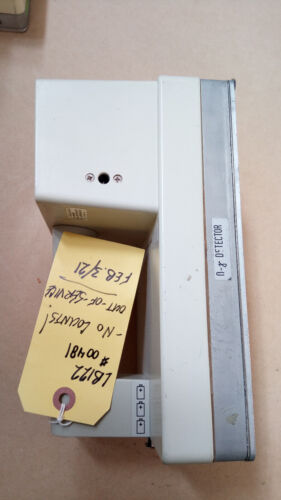 n-γ DETECTOR
LB122
#00481
- No COUNTS!
OUT-OF-SERVICE
FEB 3/21